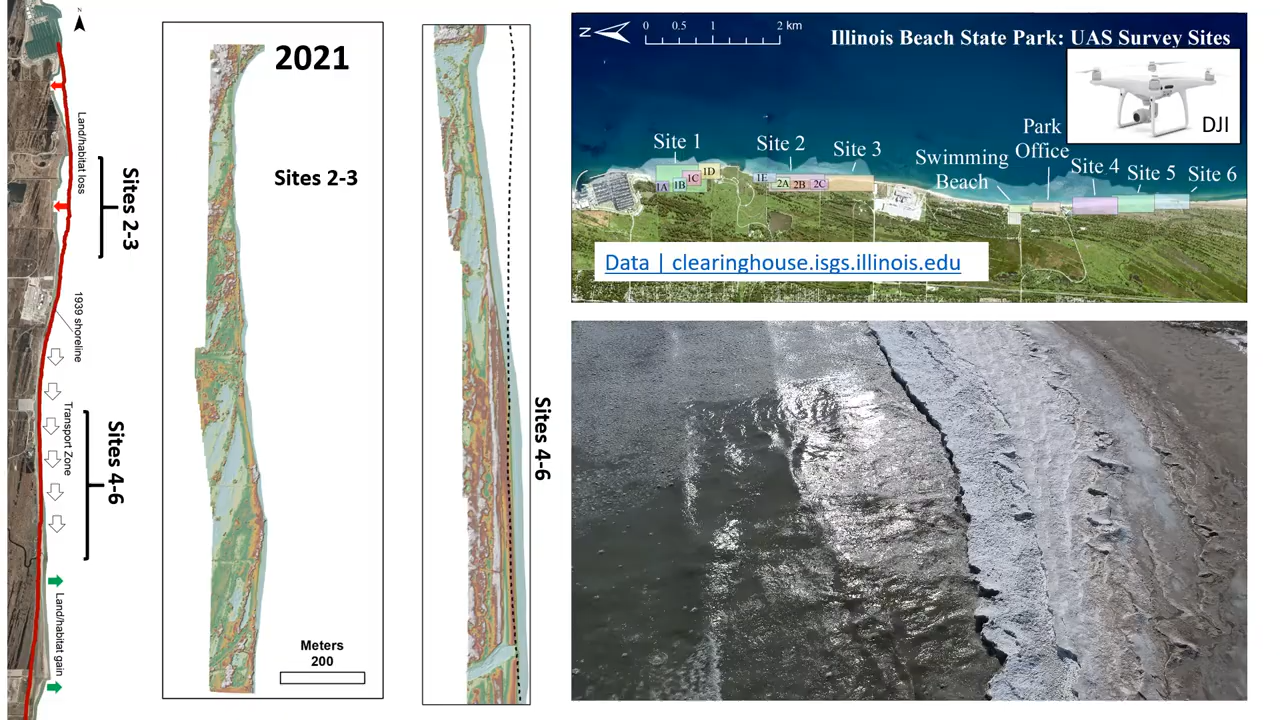 N
Land/habitat loss
Sites 2-3
1939 shoreline
Transport Zone
Sites 4-6
Land/habitat gain
2021
Sites 2-3
Meters
200
Sites 4-6
N
0 0.5 1 2 km
Illinois Beach State Park: UAS Survey Sites
DJI
Site 1
Site 2
Site 3
Swimming
Beach
Park
Office
Site 4
Site 5
Site 6
1A
1B
1C
1D
1E
2A
2B
2C
Data | clearinghouse.isgs.illinois.edu